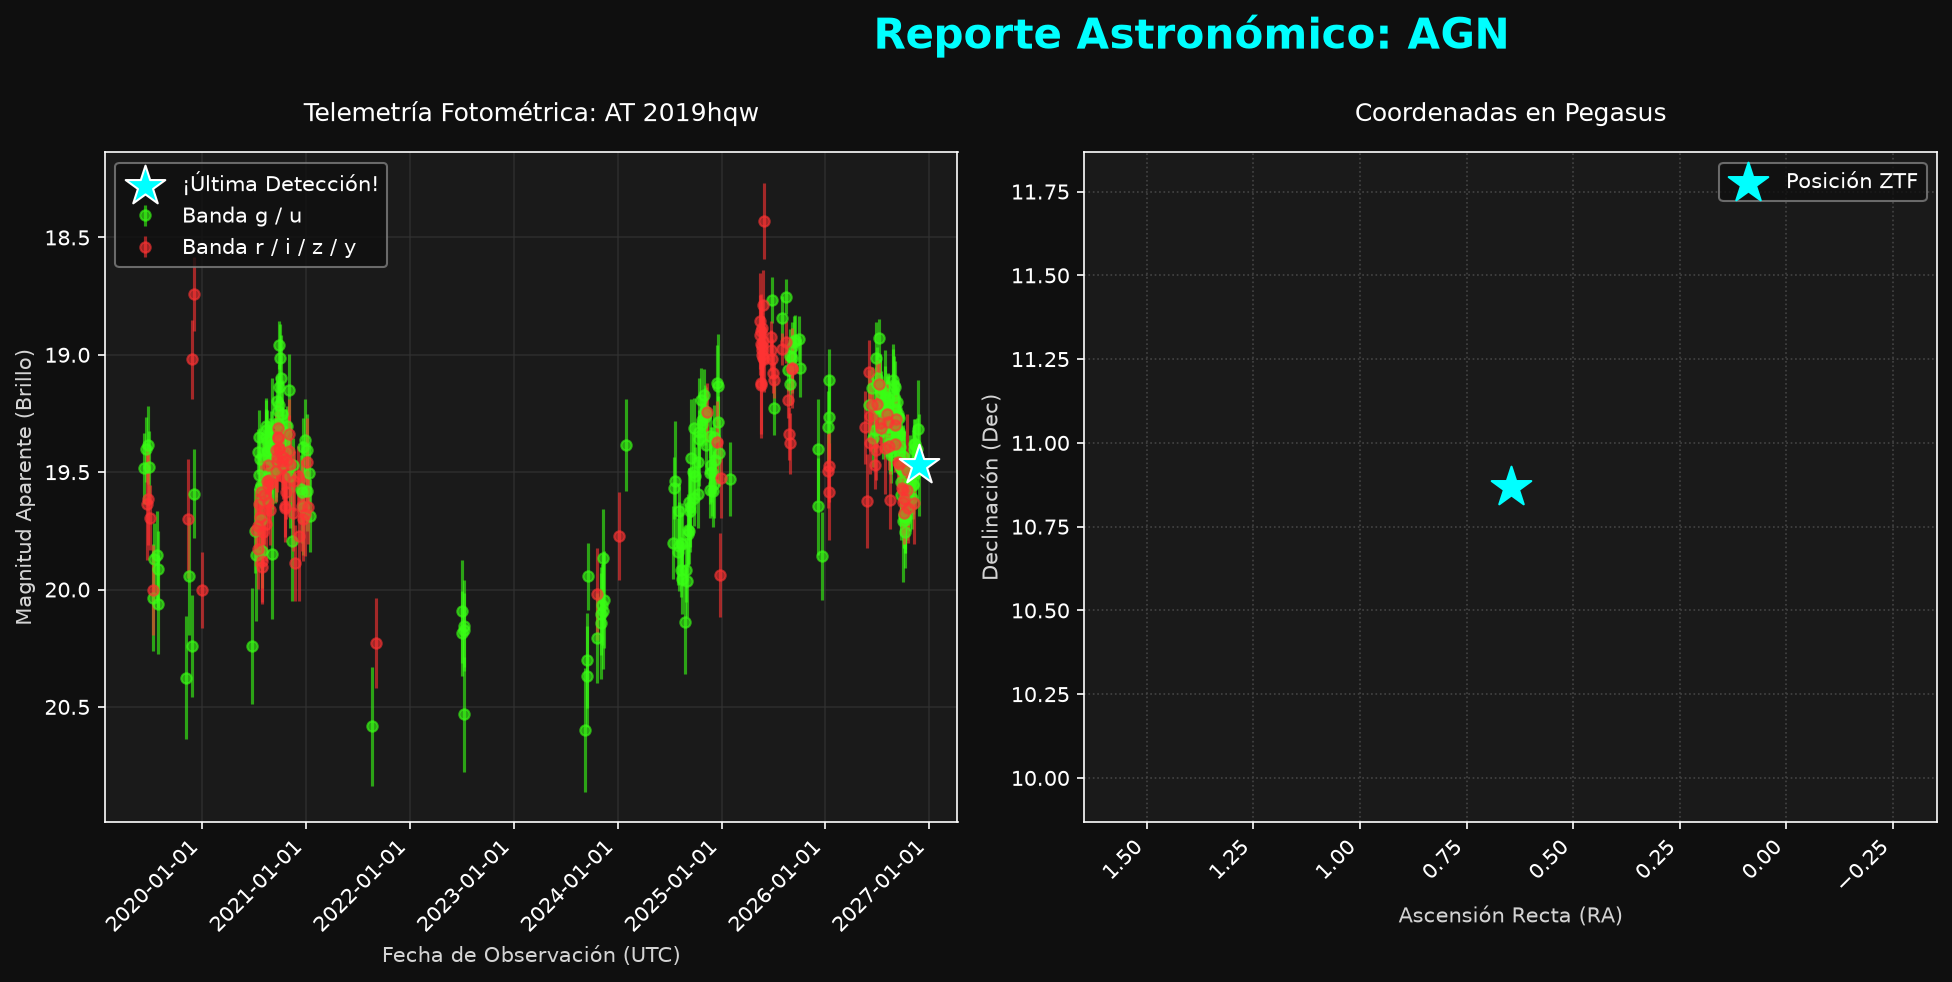 Reporte Astronómico: AGN
Telemetría Fotométrica: AT 2019hqw
¡Última Detección!
Banda g / u
Banda r / i / z / y
Magnitud Aparente (Brillo)
18.5
19.0
19.5
20.0
20.5
2020-01-01
2021-01-01
2022-01-01
2023-01-01
2024-01-01
2025-01-01
2026-01-01
2027-01-01
Fecha de Observación (UTC)
Coordenadas en Pegasus
Posición ZTF
Declinación (Dec)
11.75
11.50
11.25
11.00
10.75
10.50
10.25
10.00
1.50
1.25
1.00
0.75
0.50
0.25
0.00
−0.25
Ascensión Recta (RA)